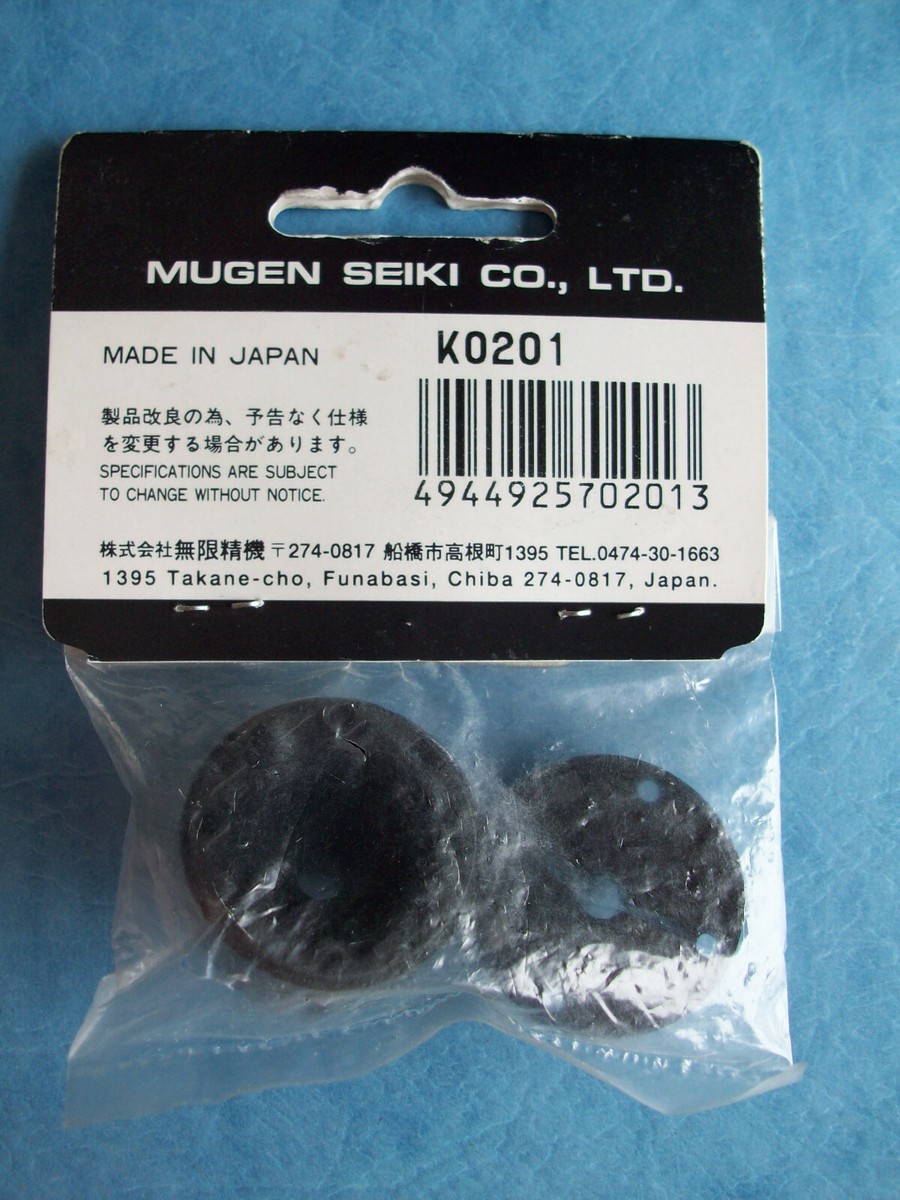 MUGEN SEIKI CO., LTD.
MADE IN JAPAN
K0201
製品改良の為、予告なく仕様
を変更する場合があります。
SPECIFICATIONS ARE SUBJECT
TO CHANGE WITHOUT NOTICE.
4944925702013
株式会社無限精機 〒274-0817 船橋市高根町1395 TEL.0474-30-1663
1395 Takane-cho, Funabasi, Chiba 274-0817, Japan.